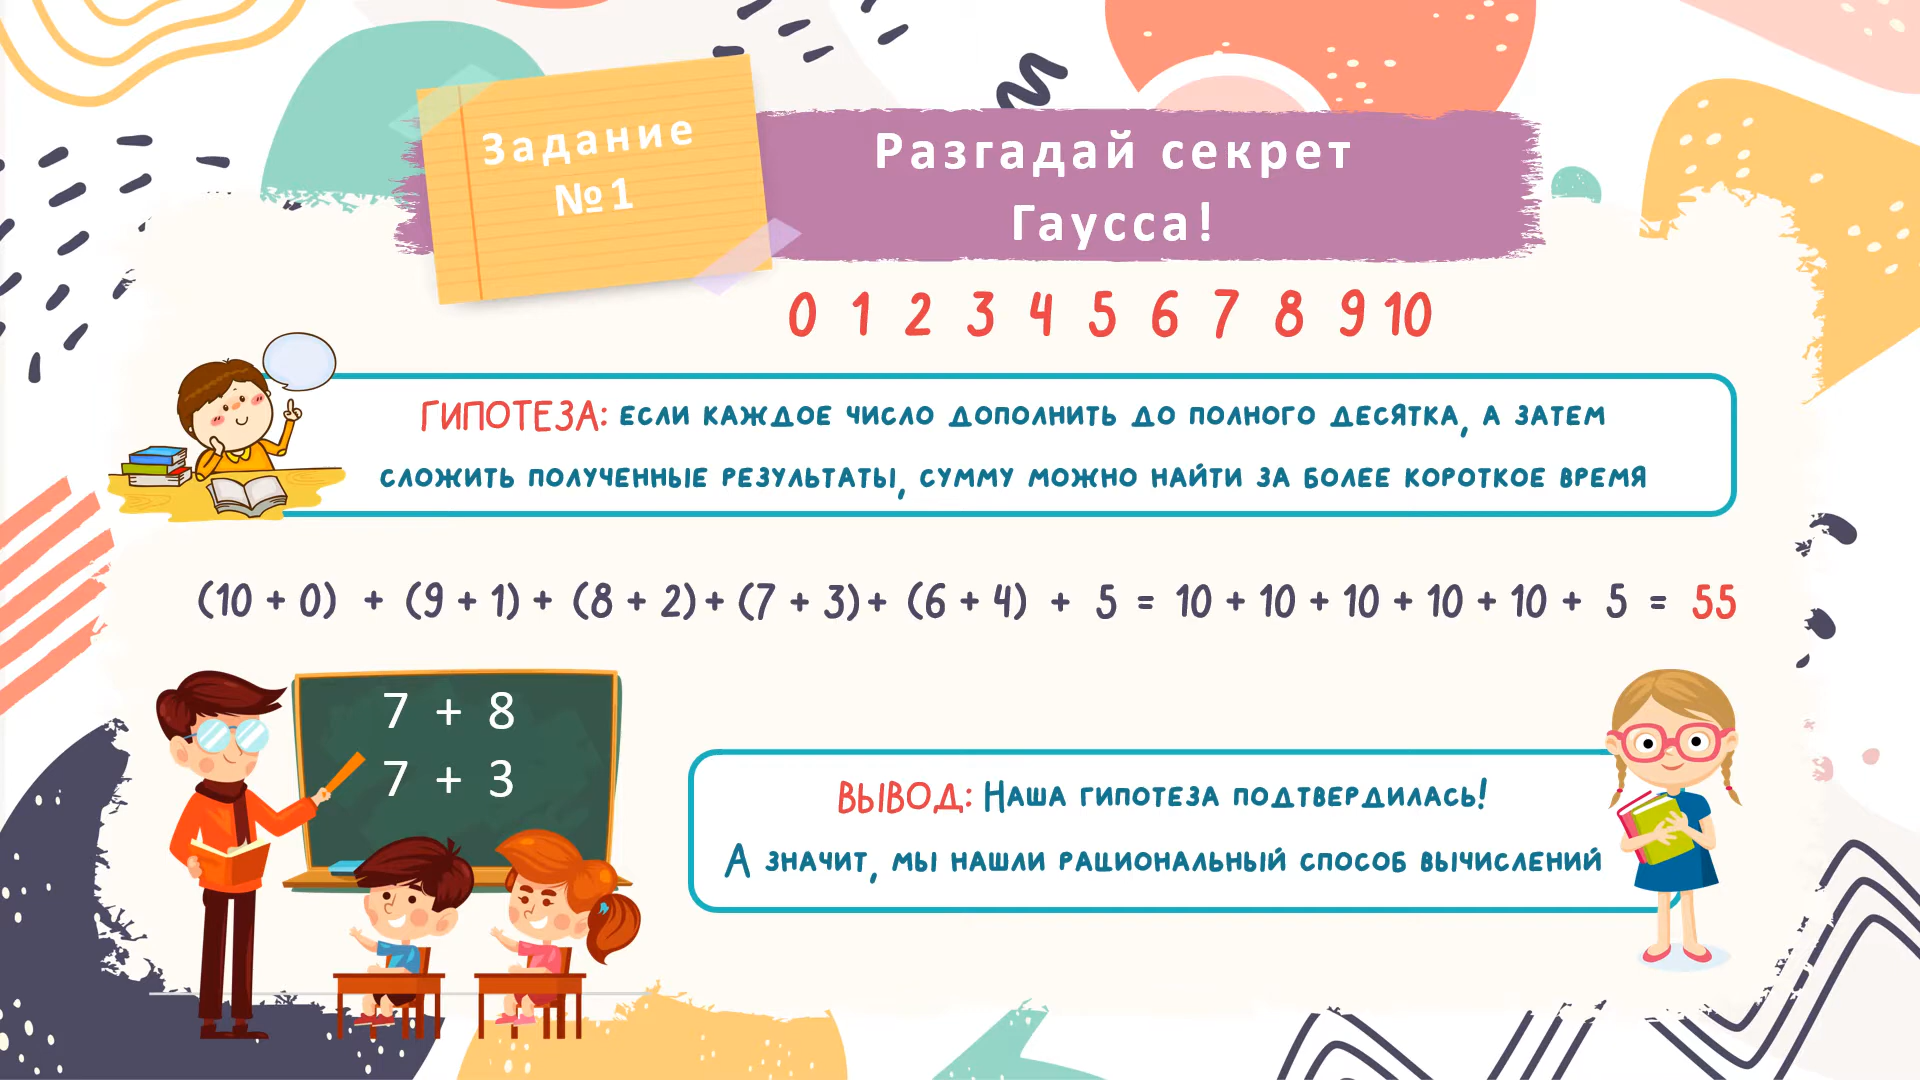 Задание
№1
Разгадай секрет
Гаусса!
0 1 2 3 4 5 6 7 8 9 10
ГИПОТЕЗА: ЕСЛИ КАЖДОЕ ЧИСЛО ДОПОЛНИТЬ ДО ПОЛНОГО ДЕСЯТКА, А ЗАТЕМ
СЛОЖИТЬ ПОЛУЧЕННЫЕ РЕЗУЛЬТАТЫ, СУММУ МОЖНО НАЙТИ ЗА БОЛЕЕ КОРОТКОЕ ВРЕМЯ
(10 + 0) + (9 + 1) + (8 + 2) + (7 + 3) + (6 + 4) + 5 = 10 + 10 + 10 + 10 + 10 + 5 = 55
7 + 8
7 + 3
ВЫВОД: НАША ГИПОТЕЗА ПОДТВЕРДИЛАСЬ!
А ЗНАЧИТ, МЫ НАШЛИ РАЦИОНАЛЬНЫЙ СПОСОБ ВЫЧИСЛЕНИЙ